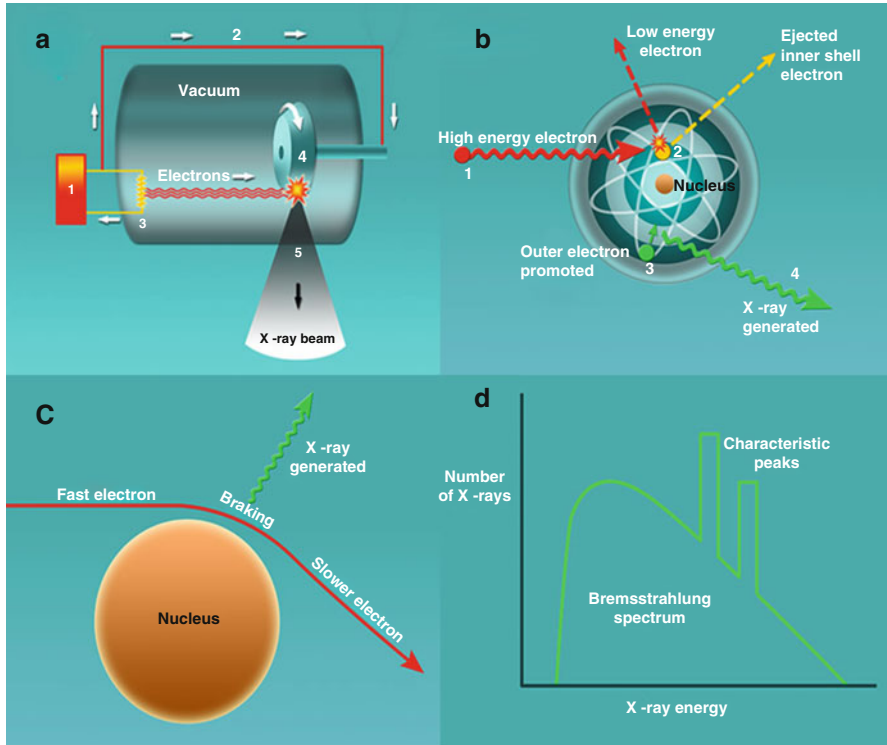 a
2
Vacuum
1
4
Electrons
3
5
X -ray beam
b
Low energy
electron
Ejected
inner shell
electron
High energy electron
1
2
Nucleus
Outer electron
promoted
3
4
X -ray
generated
C
X -ray
generated
Fast electron
Braking
Slower electron
Nucleus
d
Number
of X -rays
Characteristic
peaks
Bremsstrahlung
spectrum
X -ray energy